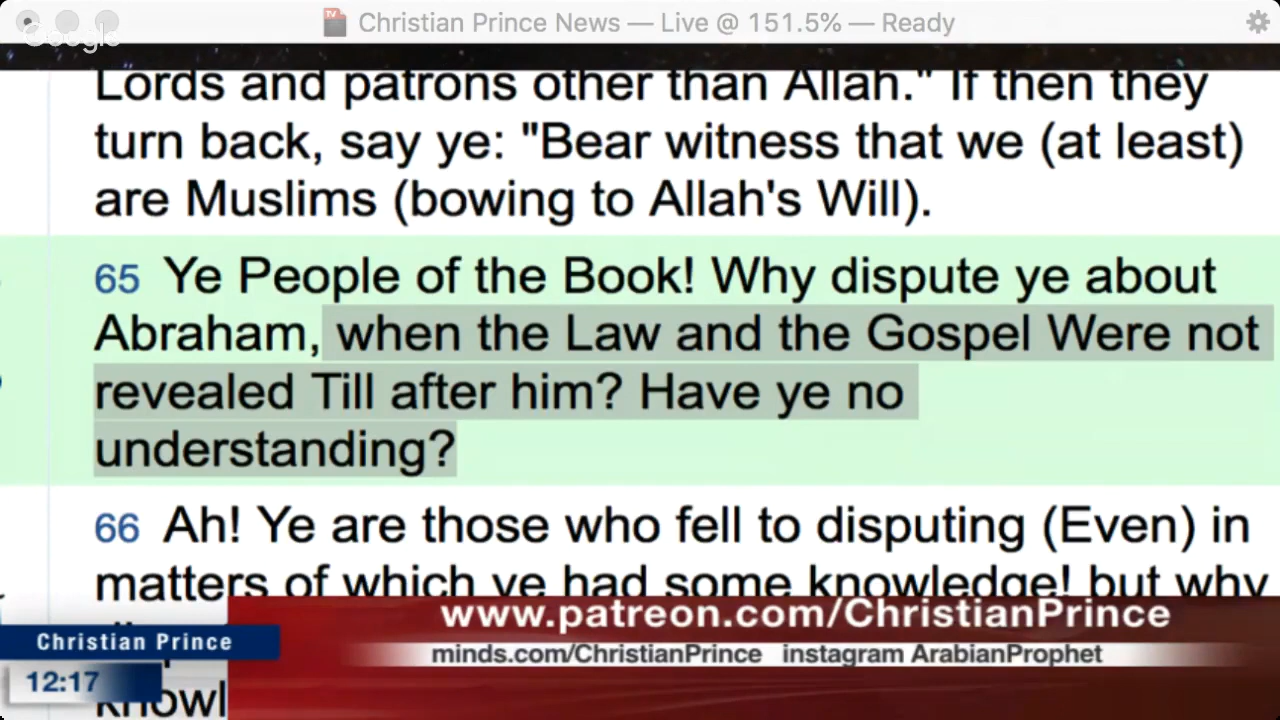 Christian Prince News — Live @ 151.5% — Ready
Google
Lords and patrons other than Allah." If then they
turn back, say ye: "Bear witness that we (at least)
are Muslims (bowing to Allah's Will).
65 Ye People of the Book! Why dispute ye about
Abraham, when the Law and the Gospel Were not
revealed Till after him? Have ye no
understanding?
66 Ah! Ye are those who fell to disputing (Even) in
matters of which ye had some knowledge! but why
www.patreon.com/ChristianPrince
Christian Prince
minds.com/ChristianPrince instagram ArabianProphet
12:17